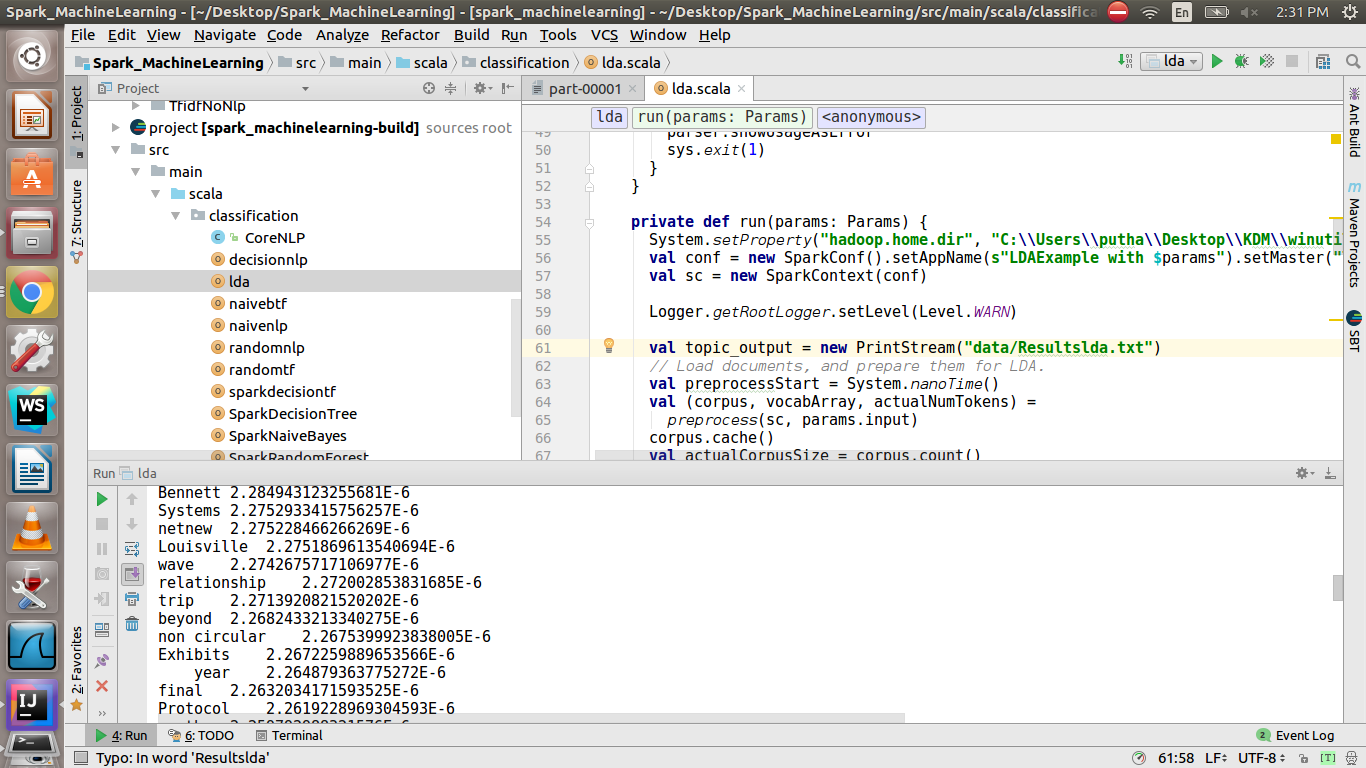 Spark_MachineLearning - [~/Desktop/Spark_MachineLearning] - [spark_machinelearning] - ~/Desktop/Spark_MachineLearning/src/main/scala/classifica
En 2:31 PM
File Edit View Navigate Code Analyze Refactor Build Run Tools VCS Window Help
Spark_MachineLearning src main scala classification lda.scala lda
1: Project
7: Structure
2: Favorites
Project
TfidfNoNlp
project [spark_machinelearning-build] sources root
src
main
scala
classification
CoreNLP
decisionnlp
lda
naivebtf
naivenlp
randomnlp
randomtf
sparkdecisiontf
SparkDecisionTree
SparkNaiveBayes
SparkRandomForest
part-00001 lda.scala
lda run(params: Params) <anonymous>
49 parser.showUsageAsError
50 sys.exit(1)
51 }
52 }
53
54 private def run(params: Params) {
55 System.setProperty("hadoop.home.dir", "C:\\Users\\putha\\Desktop\\KDM\\winuti
56 val conf = new SparkConf().setAppName(s"LDAExample with $params").setMaster("
57 val sc = new SparkContext(conf)
58
59 Logger.getRootLogger.setLevel(Level.WARN)
60
61 val topic_output = new PrintStream("data/Resultslda.txt")
62 // Load documents, and prepare them for LDA.
63 val preprocessStart = System.nanoTime()
64 val (corpus, vocabArray, actualNumTokens) =
65 preprocess(sc, params.input)
66 corpus.cache()
67 val actualCorpusSize = corpus.count()
Ant Build
m Maven Projects
SBT
Run lda
Bennett 2.284943123255681E-6
Systems 2.2752933415756257E-6
netnew 2.275228466266269E-6
Louisville 2.2751869613540694E-6
wave 2.2742675717106977E-6
relationship 2.272002853831685E-6
trip 2.2713920821520202E-6
beyond 2.2682433213340275E-6
non circular 2.2675399923838005E-6
Exhibits 2.2672259889653566E-6
year 2.264879363775272E-6
final 2.2632034171593525E-6
Protocol 2.2619228969304593E-6
WS
IJ
4: Run 6: TODO Terminal 2 Event Log
Typo: In word 'Resultslda' 61:58 LF UTF-8 [T]